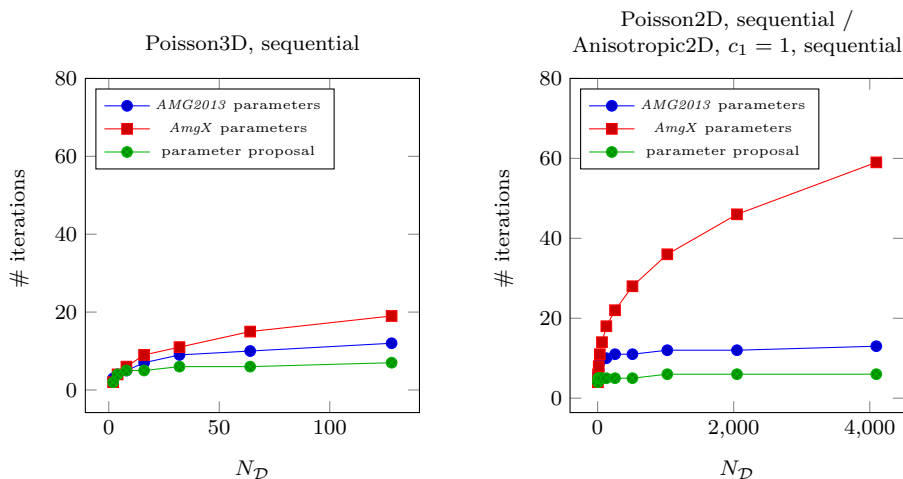 Poisson3D, sequential
80
60
40
20
0
0
50
100
# iterations
N_𝒟
AMG2013 parameters
AmgX parameters
parameter proposal
Poisson2D, sequential /
Anisotropic2D, c₁ = 1, sequential
80
60
40
20
0
0
2,000
4,000
# iterations
N_𝒟
AMG2013 parameters
AmgX parameters
parameter proposal